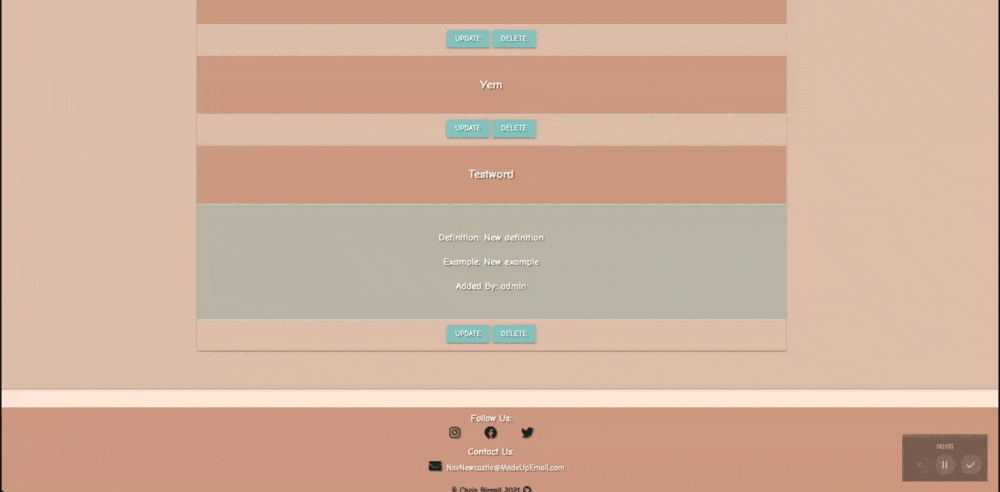 UPDATE DELETE
Yem
UPDATE DELETE
Testword
Definition: New definition
Example: New example
Added By: admin
UPDATE DELETE
Follow Us:
Contact Us:
NovNewcastle@MadeUpEmail.com
© Chris Birrell 2021
00:00